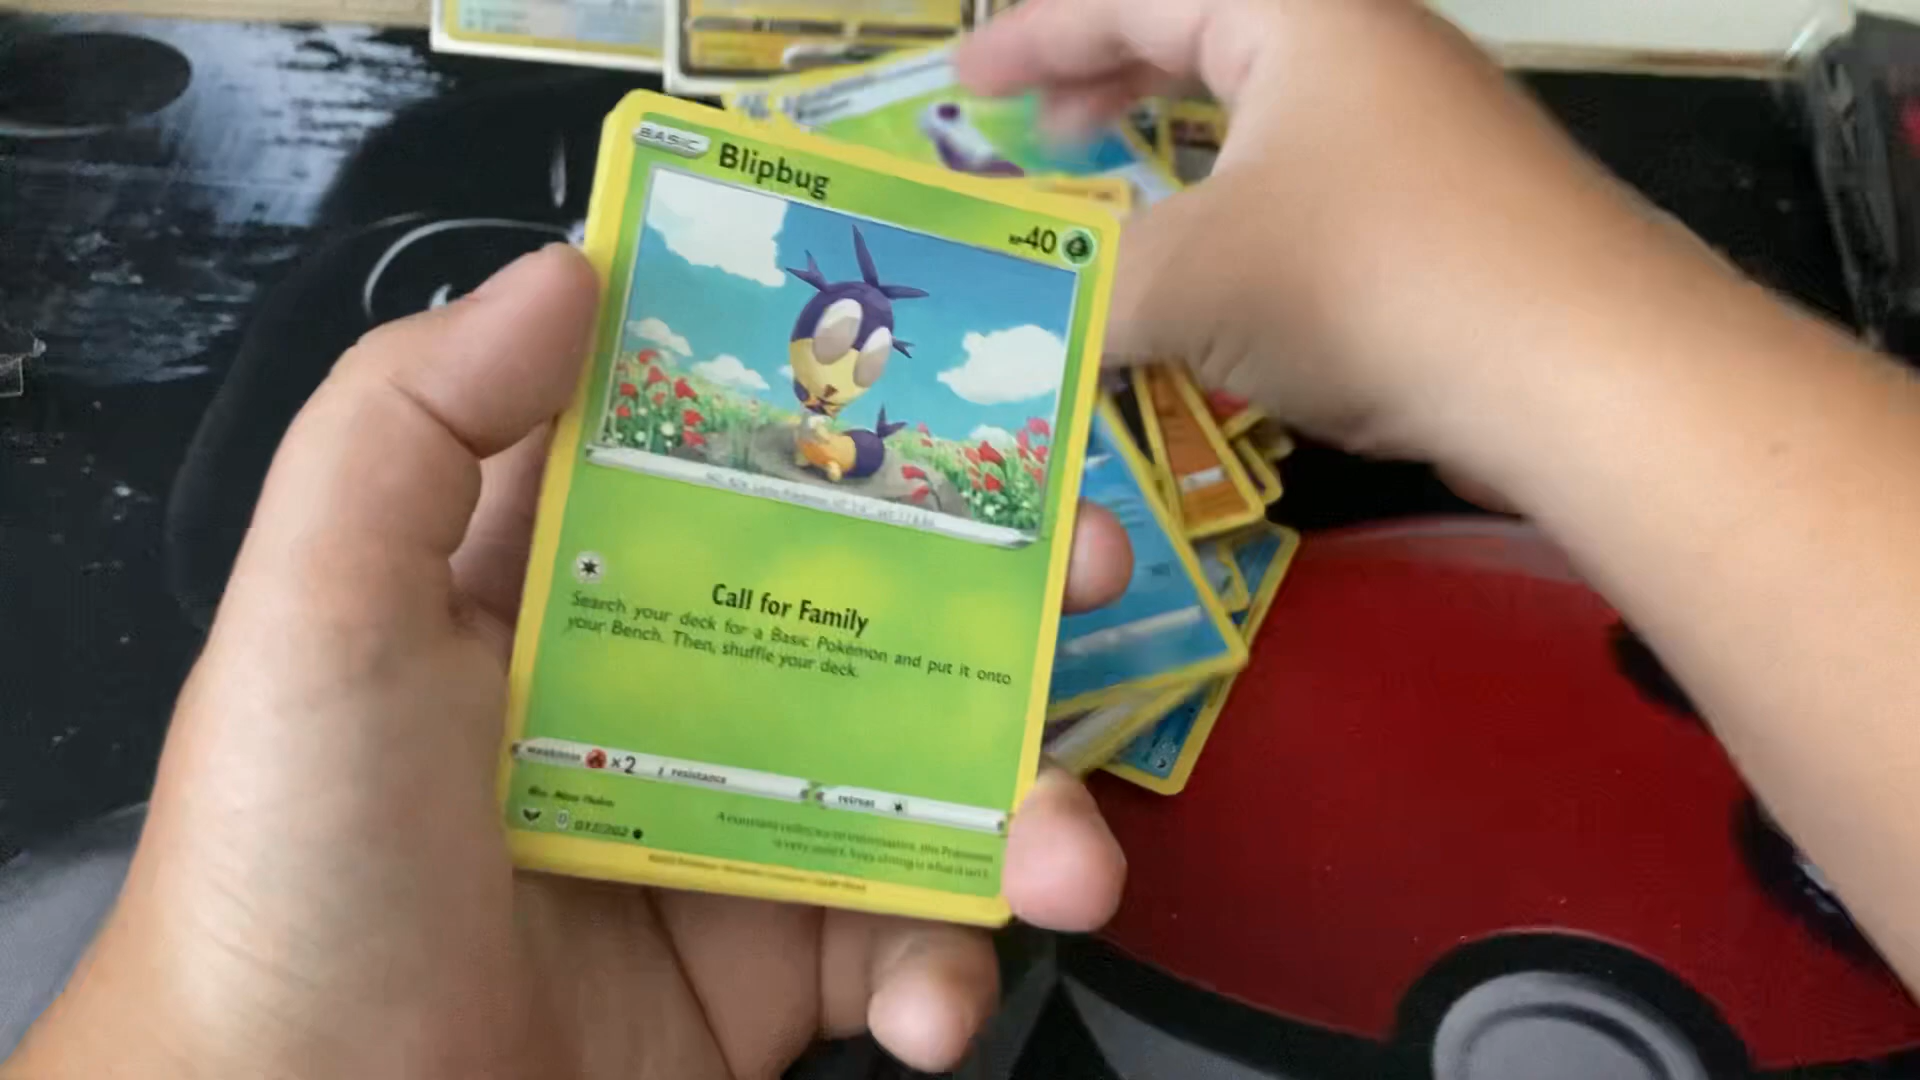 BASIC
Blipbug
HP40
Call for Family
Search your deck for a Basic Pokémon and put it onto
your Bench. Then, shuffle your deck.
weakness x2 resistance
retreat